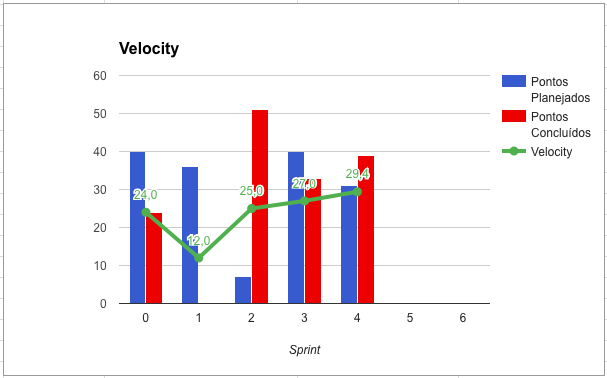 Velocity
60
50
40
30
20
10
0
24,0
12,0
25,0
27,0
29,4
0 1 2 3 4 5 6
Sprint
Pontos
Planejados
Pontos
Concluídos
Velocity